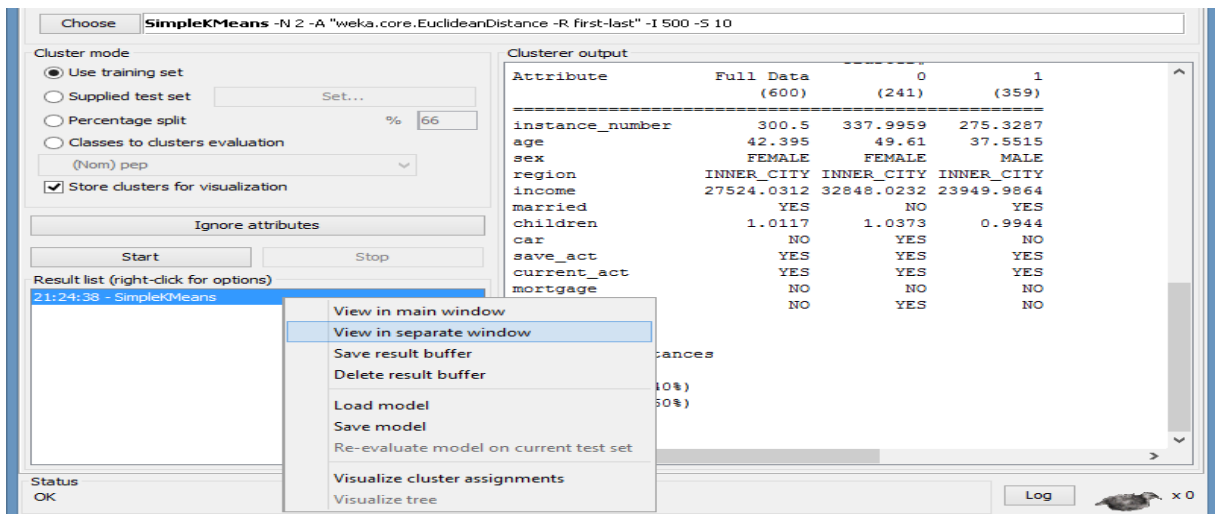 Choose SimpleKMeans -N 2 -A "weka.core.EuclideanDistance -R first-last" -I 500 -S 10
Cluster mode
Use training set
Supplied test set Set...
Percentage split % 66
Classes to clusters evaluation
(Nom) pep
Store clusters for visualization
Ignore attributes
Start Stop
Result list (right-click for options)
21:24:38 - SimpleKMeans
View in main window
View in separate window
Save result buffer
Delete result buffer
Load model
Save model
Re-evaluate model on current test set
Visualize cluster assignments
Visualize tree
Clusterer output
Attribute Full Data 0 1
(600) (241) (359)
==================================================
instance_number 300.5 337.9959 275.3287
age 42.395 49.61 37.5515
sex FEMALE FEMALE MALE
region INNER_CITY INNER_CITY INNER_CITY
income 27524.0312 32848.0232 23949.9864
married YES NO YES
children 1.0117 1.0373 0.9944
car NO YES NO
save_act YES YES YES
current_act YES YES YES
mortgage NO NO NO
NO YES NO
tances
40%)
60%)
Status
OK
Log x 0